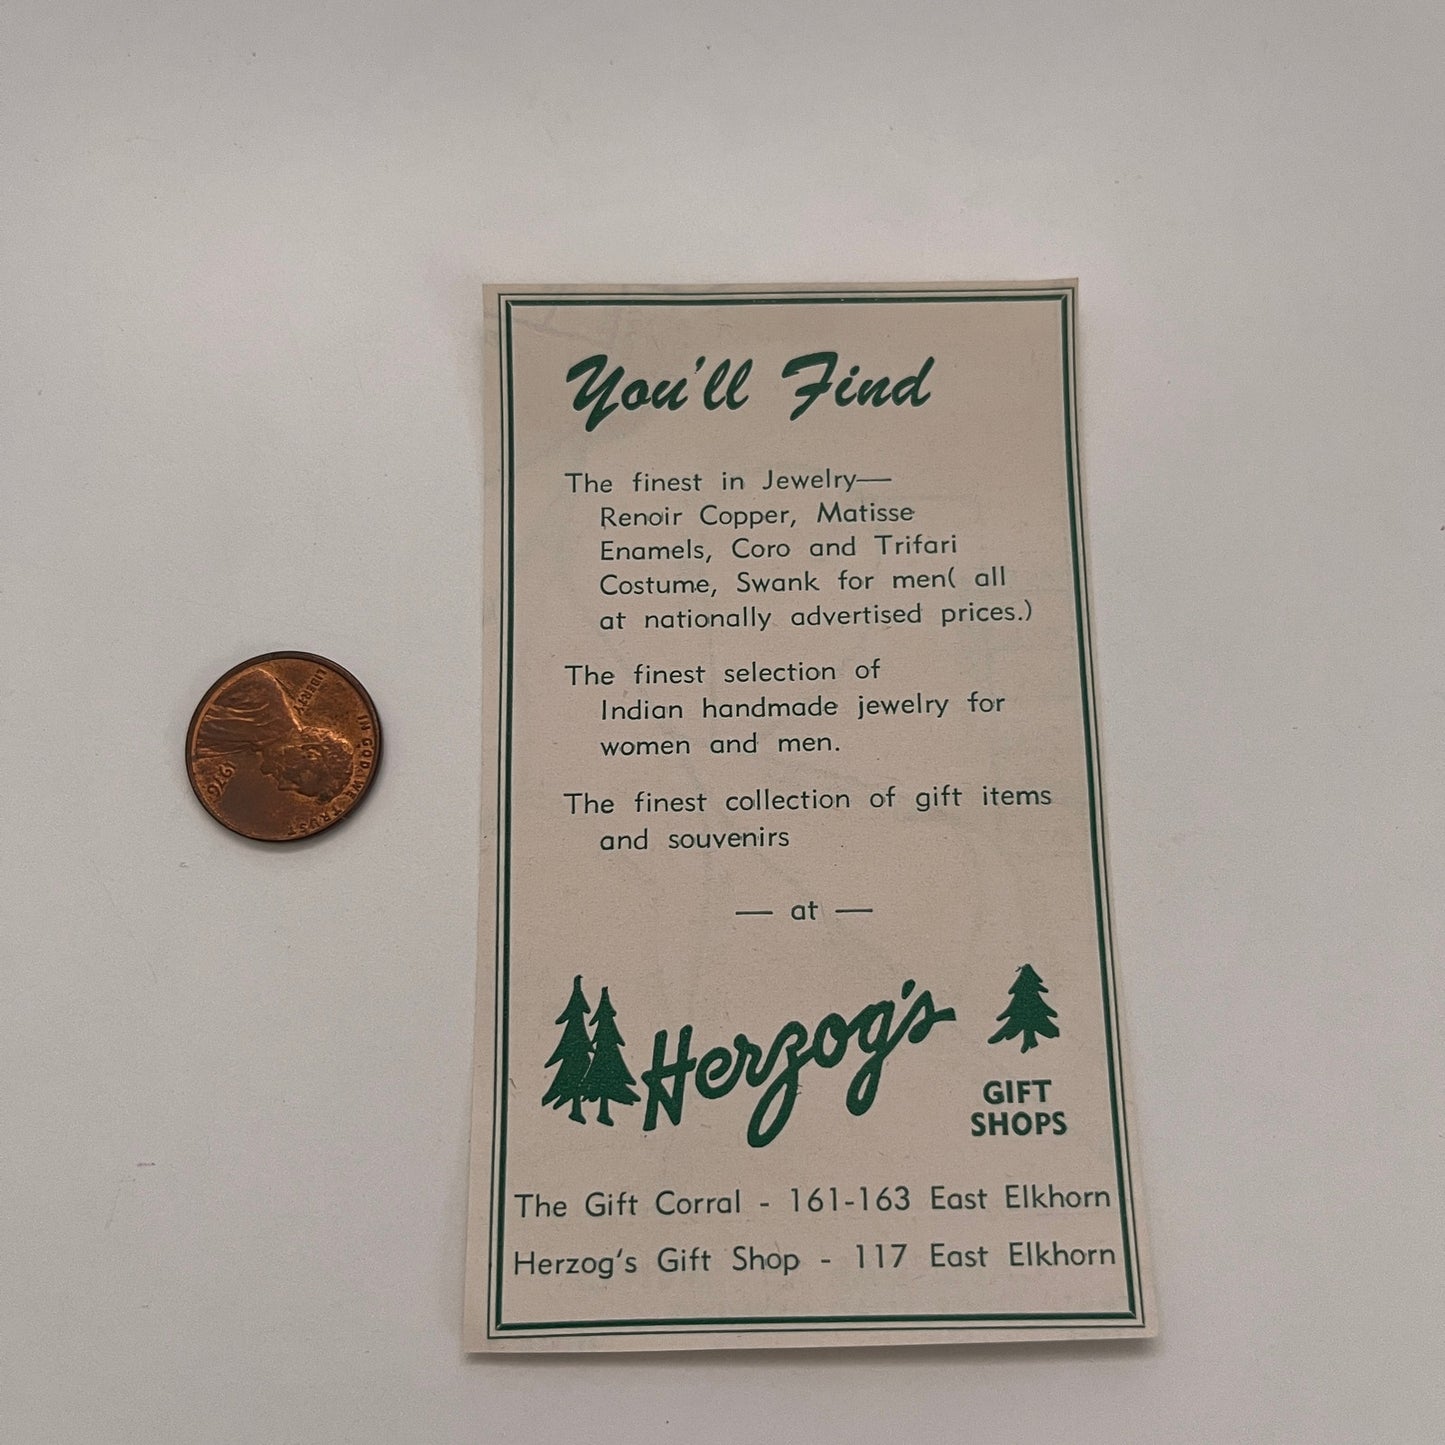 You'll Find
The finest in Jewelry—
Renoir Copper, Matisse
Enamels, Coro and Trifari
Costume, Swank for men( all
at nationally advertised prices.)
The finest selection of
Indian handmade jewelry for
women and men.
The finest collection of gift items
and souvenirs
— at —
Herzog's
GIFT
SHOPS
The Gift Corral - 161-163 East Elkhorn
Herzog's Gift Shop - 117 East Elkhorn
IN GOD WE TRUST
LIBERTY
1976